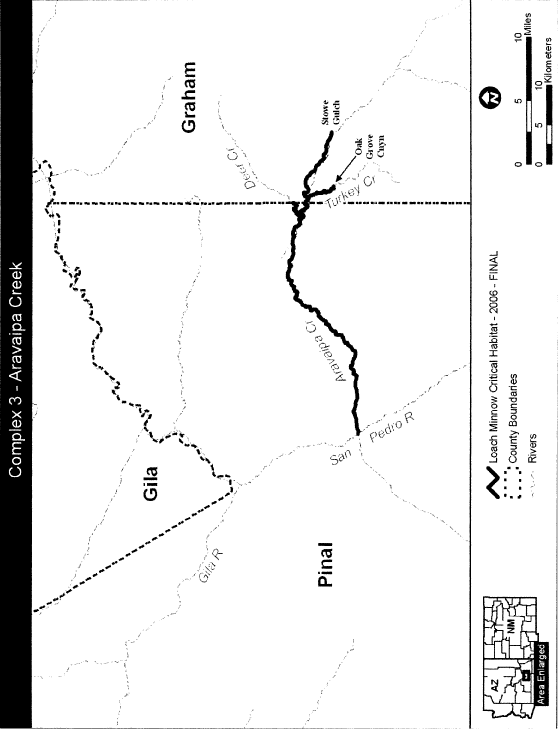 Complex 3 - Aravaipa Creek
Gila
Graham
Deer Cr
Stowe
Gulch
Oak
Grove
Cnyn
Turkey Cr
Aravaipa Cr
San Pedro R
Gila R
Pinal
AZ
NM
Area Enlarged
Loach Minnow Critical Habitat - 2006 - FINAL
County Boundaries
Rivers
N
0 5 10
Miles
0 5 10
Kilometers